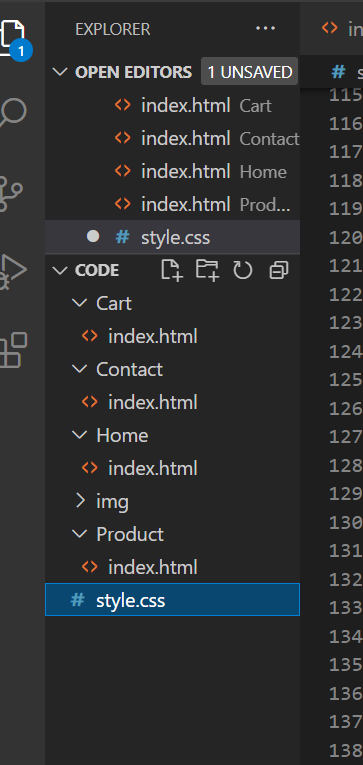 EXPLORER
in
OPEN EDITORS 1 UNSAVED
1
index.html Cart
index.html Contact
index.html Home
index.html Prod...
# style.css
# s
CODE
Cart
index.html
Contact
index.html
Home
index.html
img
Product
index.html
# style.css
115
116
117
118
119
120
121
122
123
124
125
126
127
128
129
130
131
132
133
134
135
136
137
138